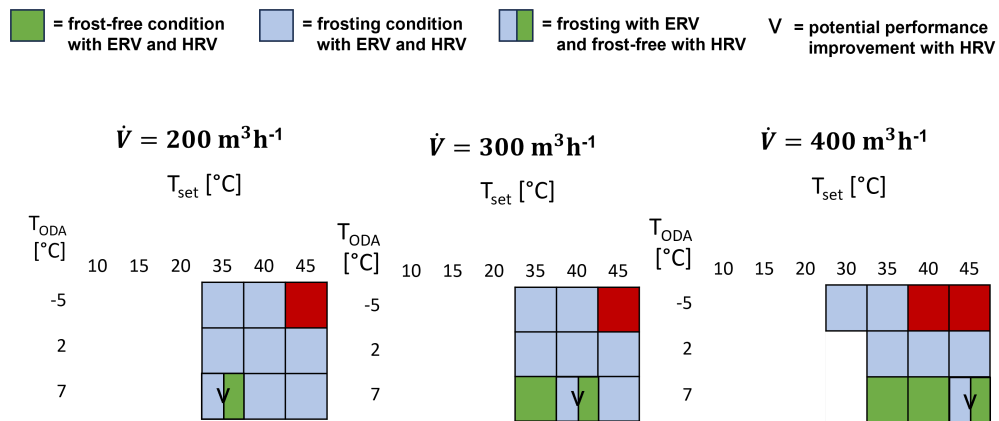 = frost-free condition
with ERV and HRV
= frosting condition
with ERV and HRV
= frosting with ERV
and frost-free with HRV
V = potential performance
improvement with HRV
V̇ = 200 m³h⁻¹
T_set [°C]
T_ODA
[°C]
10 15 20 35 40 45
-5
2
7
V
V̇ = 300 m³h⁻¹
T_set [°C]
T_ODA
[°C]
10 15 20 35 40 45
-5
2
7
V
V̇ = 400 m³h⁻¹
T_set [°C]
T_ODA
[°C]
10 15 20 30 35 40 45
-5
2
7
V